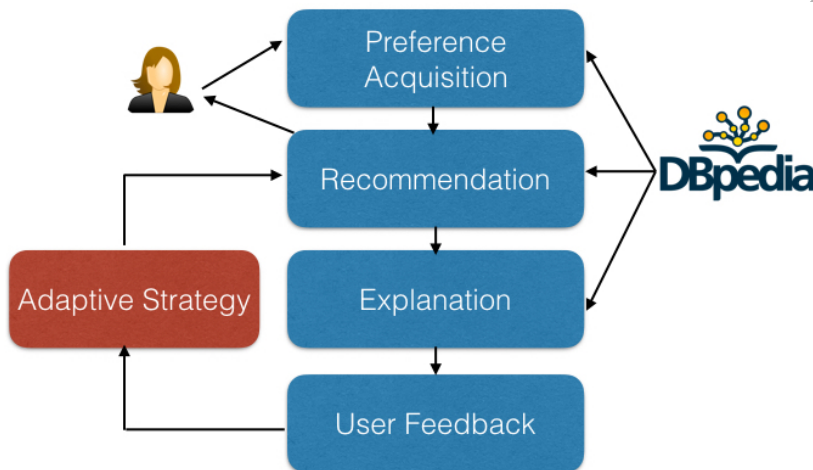 Preference
Acquisition
Recommendation
DBpedia
Adaptive Strategy
Explanation
User Feedback